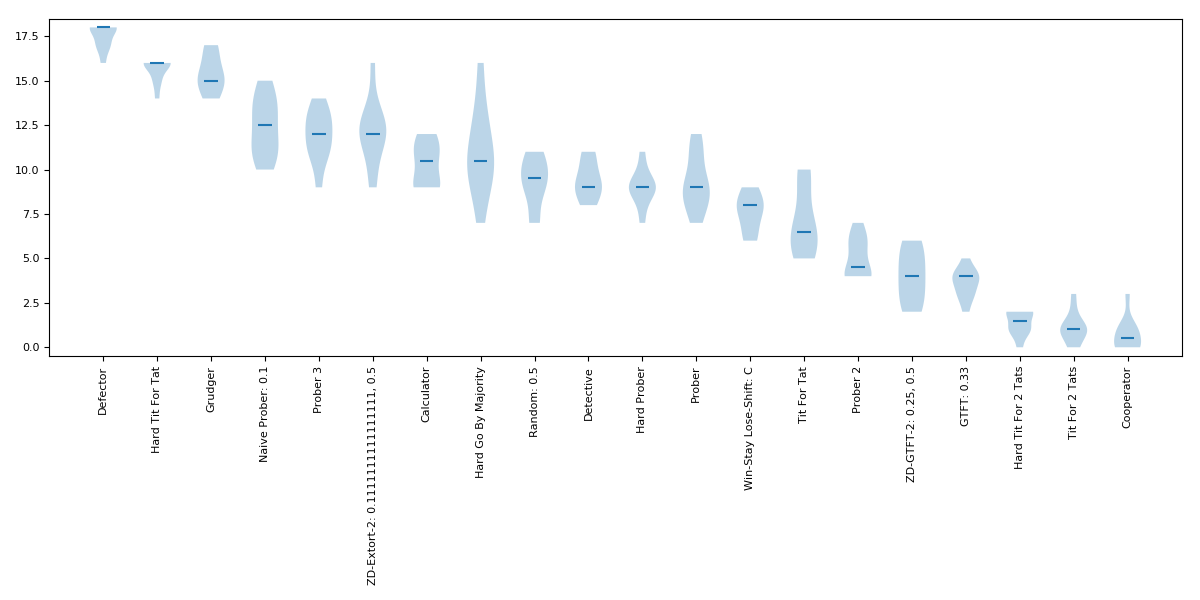 17.5
15.0
12.5
10.0
7.5
5.0
2.5
0.0
Defector
Hard Tit For Tat
Grudger
Naive Prober: 0.1
Prober 3
ZD-Extort-2: 0.1111111111111111, 0.5
Calculator
Hard Go By Majority
Random: 0.5
Detective
Hard Prober
Prober
Win-Stay Lose-Shift: C
Tit For Tat
Prober 2
ZD-GTFT-2: 0.25, 0.5
GTFT: 0.33
Hard Tit For 2 Tats
Tit For 2 Tats
Cooperator